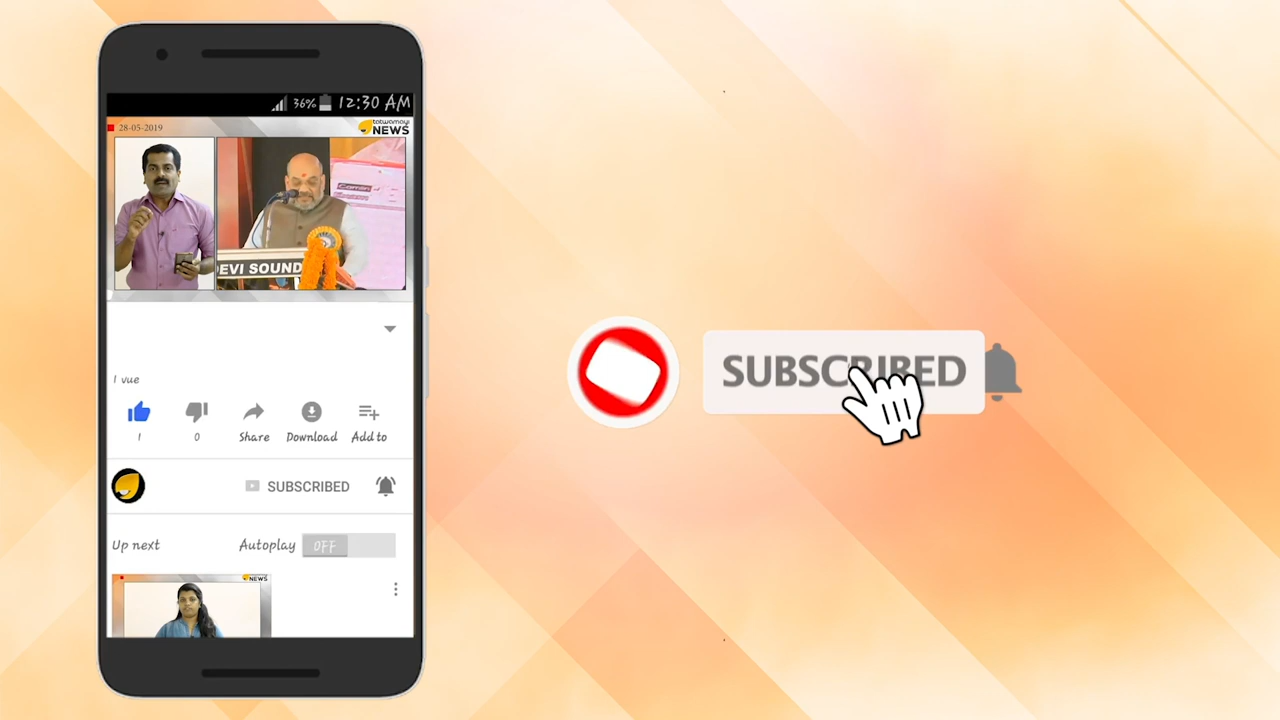 36% 12:30 AM
28-05-2019
tatwamayi
NEWS
DEVI SOUND
1 vue
1
0
Share
Download
Add to
SUBSCRIBED
Up next
Autoplay
OFF
NEWS
SUBSCRIBED